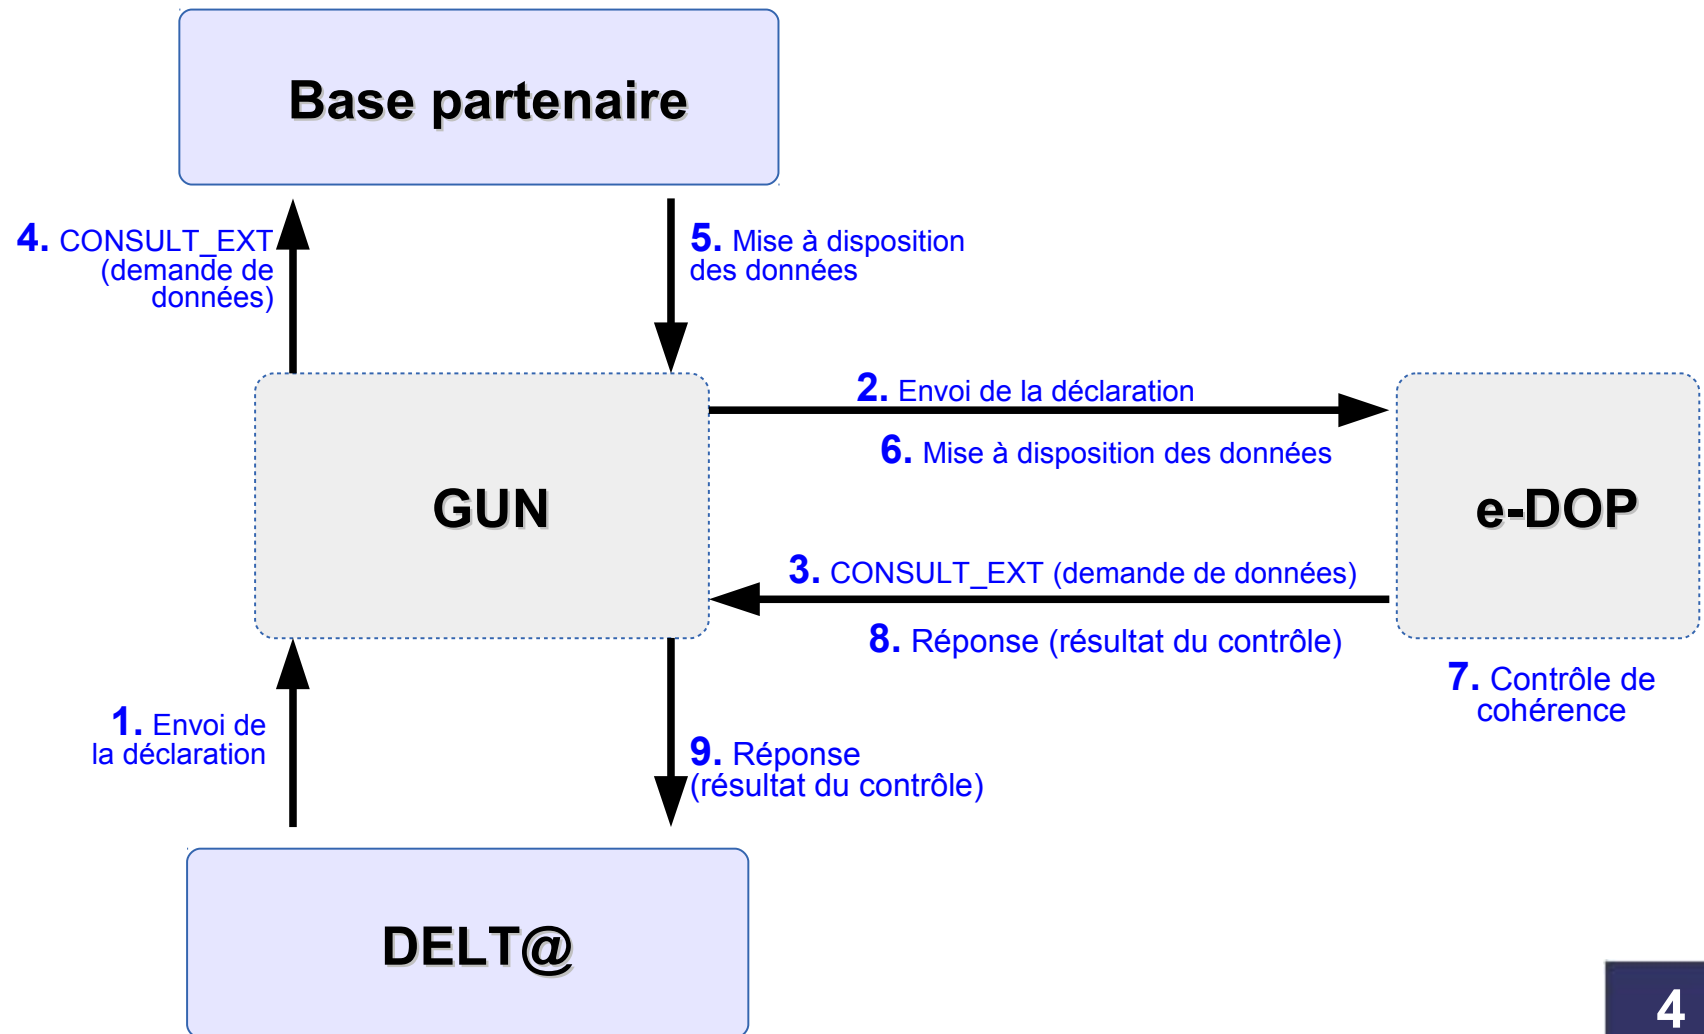 Base partenaire
4. CONSULT_EXT
(demande de
données)
5. Mise à disposition
des données
2. Envoi de la déclaration
6. Mise à disposition des données
GUN
e-DOP
3. CONSULT_EXT (demande de données)
8. Réponse (résultat du contrôle)
7. Contrôle de
cohérence
1. Envoi de
la déclaration
9. Réponse
(résultat du contrôle)
DELT@
4